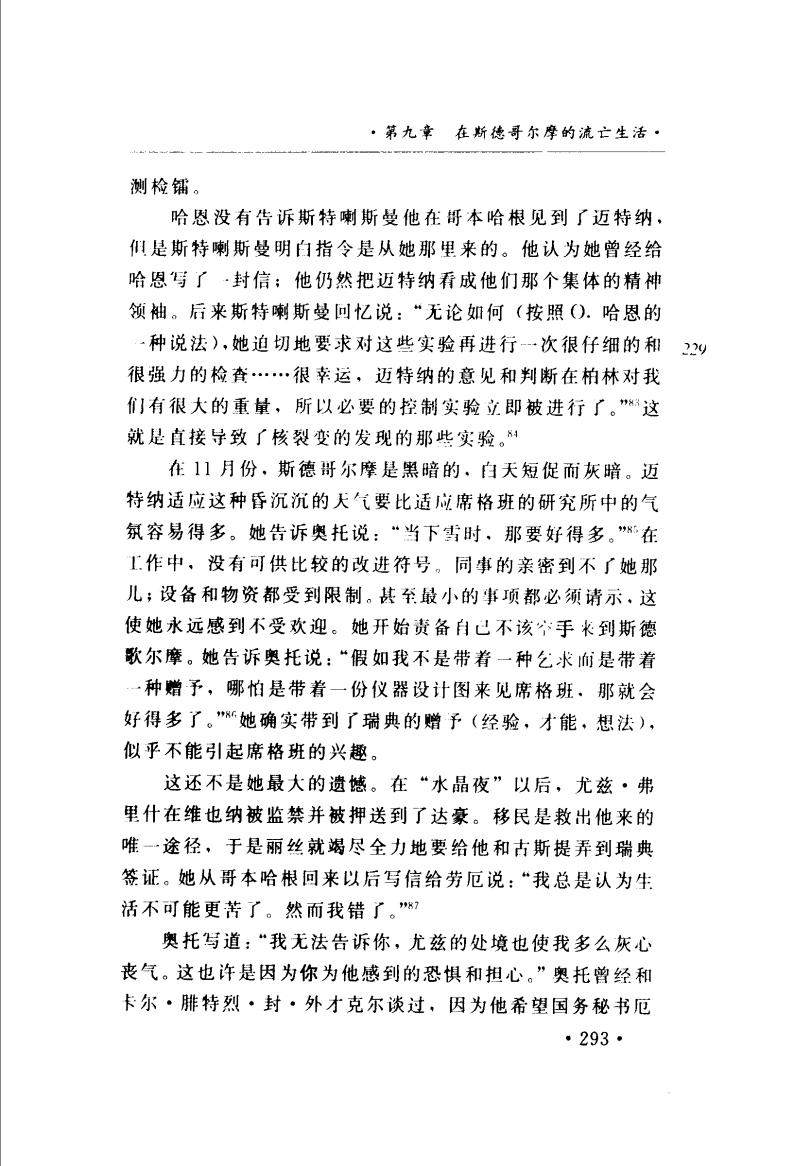 ·第九章 在斯德哥尔摩的流亡生活·
测检镭。
哈恩没有告诉斯特喇斯曼他在哥本哈根见到了迈特纳，
但是斯特喇斯曼明白指令是从她那里来的。他认为她曾经给
哈恩写了一封信；他仍然把迈特纳看成他们那个集体的精神
领袖。后来斯特喇斯曼回忆说：“无论如何（按照O.哈恩的
一种说法），她迫切地要求对这些实验再进行一次很仔细的和
229
很强力的检查……很幸运，迈特纳的意见和判断在柏林对我
们有很大的重量，所以必要的控制实验立即被进行了。”83这
就是直接导致了核裂变的发现的那些实验。84
在11月份，斯德哥尔摩是黑暗的，白天短促而灰暗。迈
特纳适应这种昏沉沉的天气要比适应席格班的研究所中的气
氛容易得多。她告诉奥托说：“当下雪时，那要好得多。”85在
工作中，没有可供比较的改进符号。同事的亲密到不了她那
儿；设备和物资都受到限制。甚至最小的事项都必须请示，这
使她永远感到不受欢迎。她开始责备自己不该空手来到斯德
歌尔摩。她告诉奥托说：“假如我不是带着一种乞求而是带着
一种赠予，哪怕是带着一份仪器设计图来见席格班，那就会
好得多了。”86她确实带到了瑞典的赠予（经验，才能，想法），
似乎不能引起席格班的兴趣。
这还不是她最大的遗憾。在“水晶夜”以后，尤兹·弗
里什在维也纳被监禁并被押送到了达豪。移民是救出他来的
唯一途径，于是丽丝就竭尽全力地要给他和古斯提弄到瑞典
签证。她从哥本哈根回来以后写信给劳厄说：“我总是认为生
活不可能更苦了。然而我错了。”87
奥托写道：“我无法告诉你，尤兹的处境也使我多么灰心
丧气。这也许是因为你为他感到的恐惧和担心。”奥托曾经和
卡尔·腓特烈·封·外才克尔谈过，因为他希望国务秘书厄
·293·